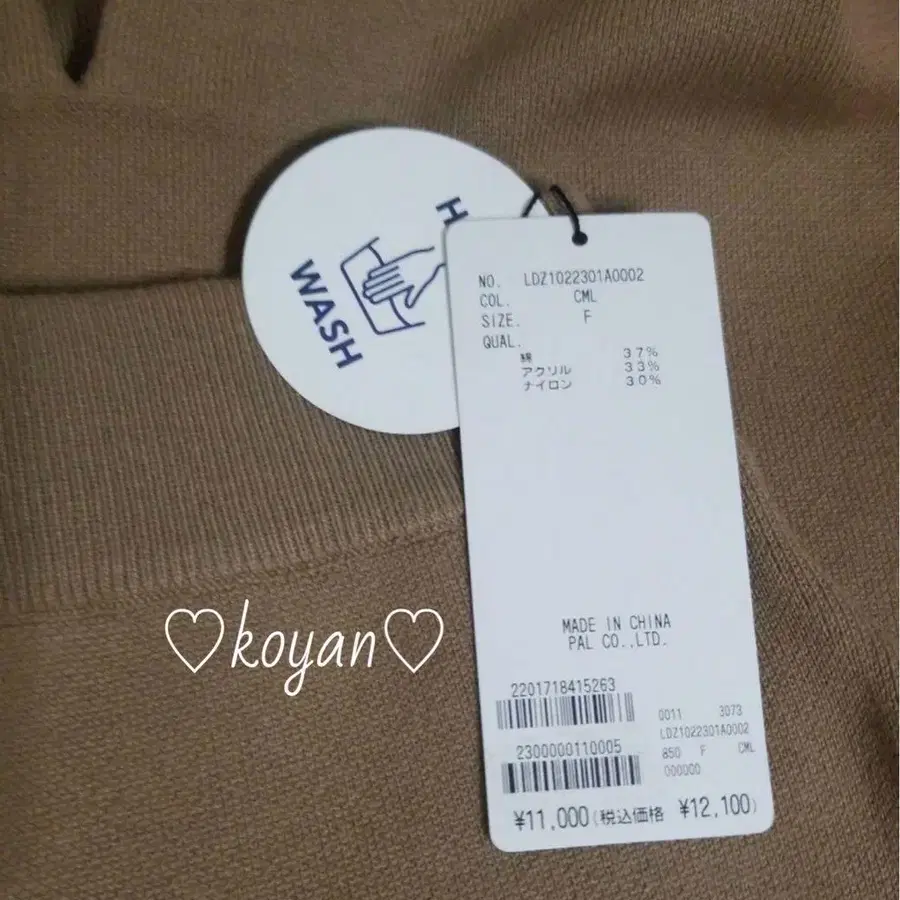 H
WASH
NO. LDZ1022301A0002
COL. CML
SIZE. F
QUAL.
綿 37%
アクリル 33%
ナイロン 30%
♡koyan♡
MADE IN CHINA
PAL CO.,LTD.
2201718415263
0011 3073
LDZ1022301A0002
2300000110005
850 F CML
000000
¥11,000(税込価格 ¥12,100)